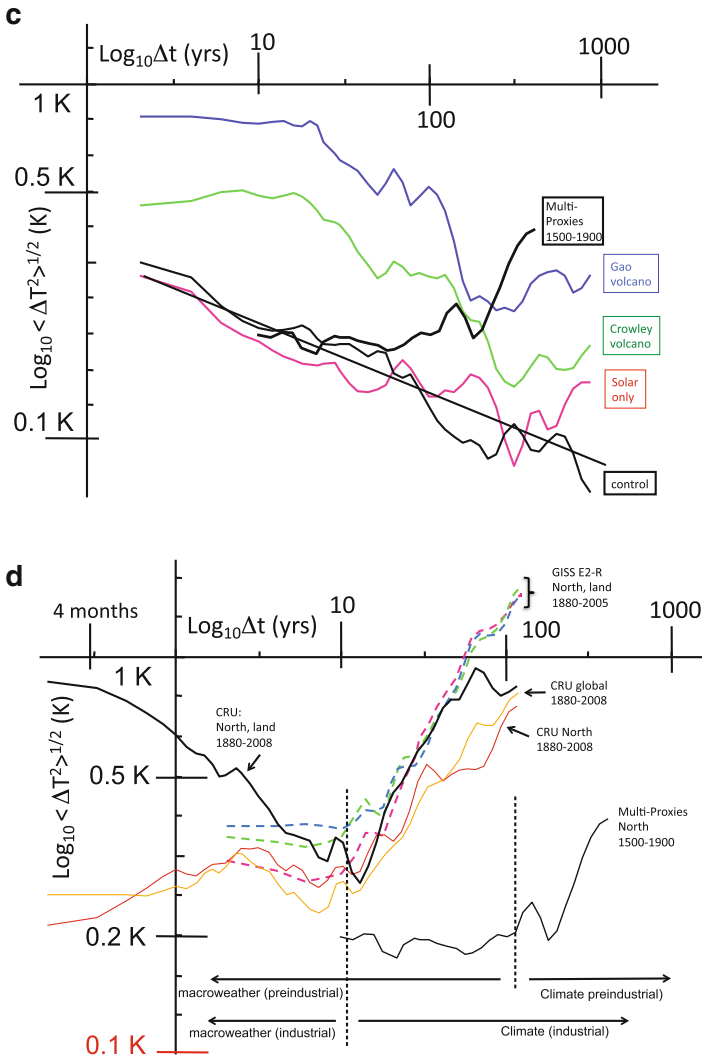 c
Log10Δt (yrs)
10
1000
100
1 K
0.5 K
0.1 K
Log10 < ΔT²>^1/2 (K)
Multi-
Proxies
1500-1900
Gao
volcano
Crowley
volcano
Solar
only
control
d
4 months
Log10Δt (yrs)
10
100
1000
GISS E2-R
North, land
1880-2005
1 K
0.5 K
0.2 K
0.1 K
Log10 < ΔT²>^1/2 (K)
CRU:
North, land
1880-2008
CRU global
1880-2008
CRU North
1880-2008
Multi-Proxies
North
1500-1900
macroweather (preindustrial)
Climate preindustrial)
macroweather (industrial)
Climate (industrial)